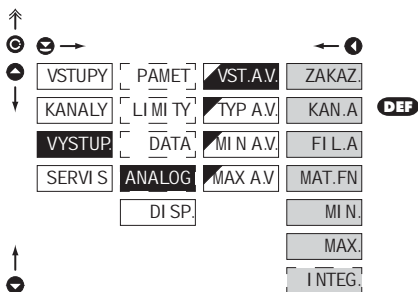 VSTUPY PAMET VST.A.V. ZAKAZ.
KANALY LIMITY TYP A.V. KAN.A DEF
VYSTUP. DATA MIN A.V. FIL.A
SERVIS ANALOG MAX A.V MAT.FN
DISP. MIN.
MAX.
INTEG.